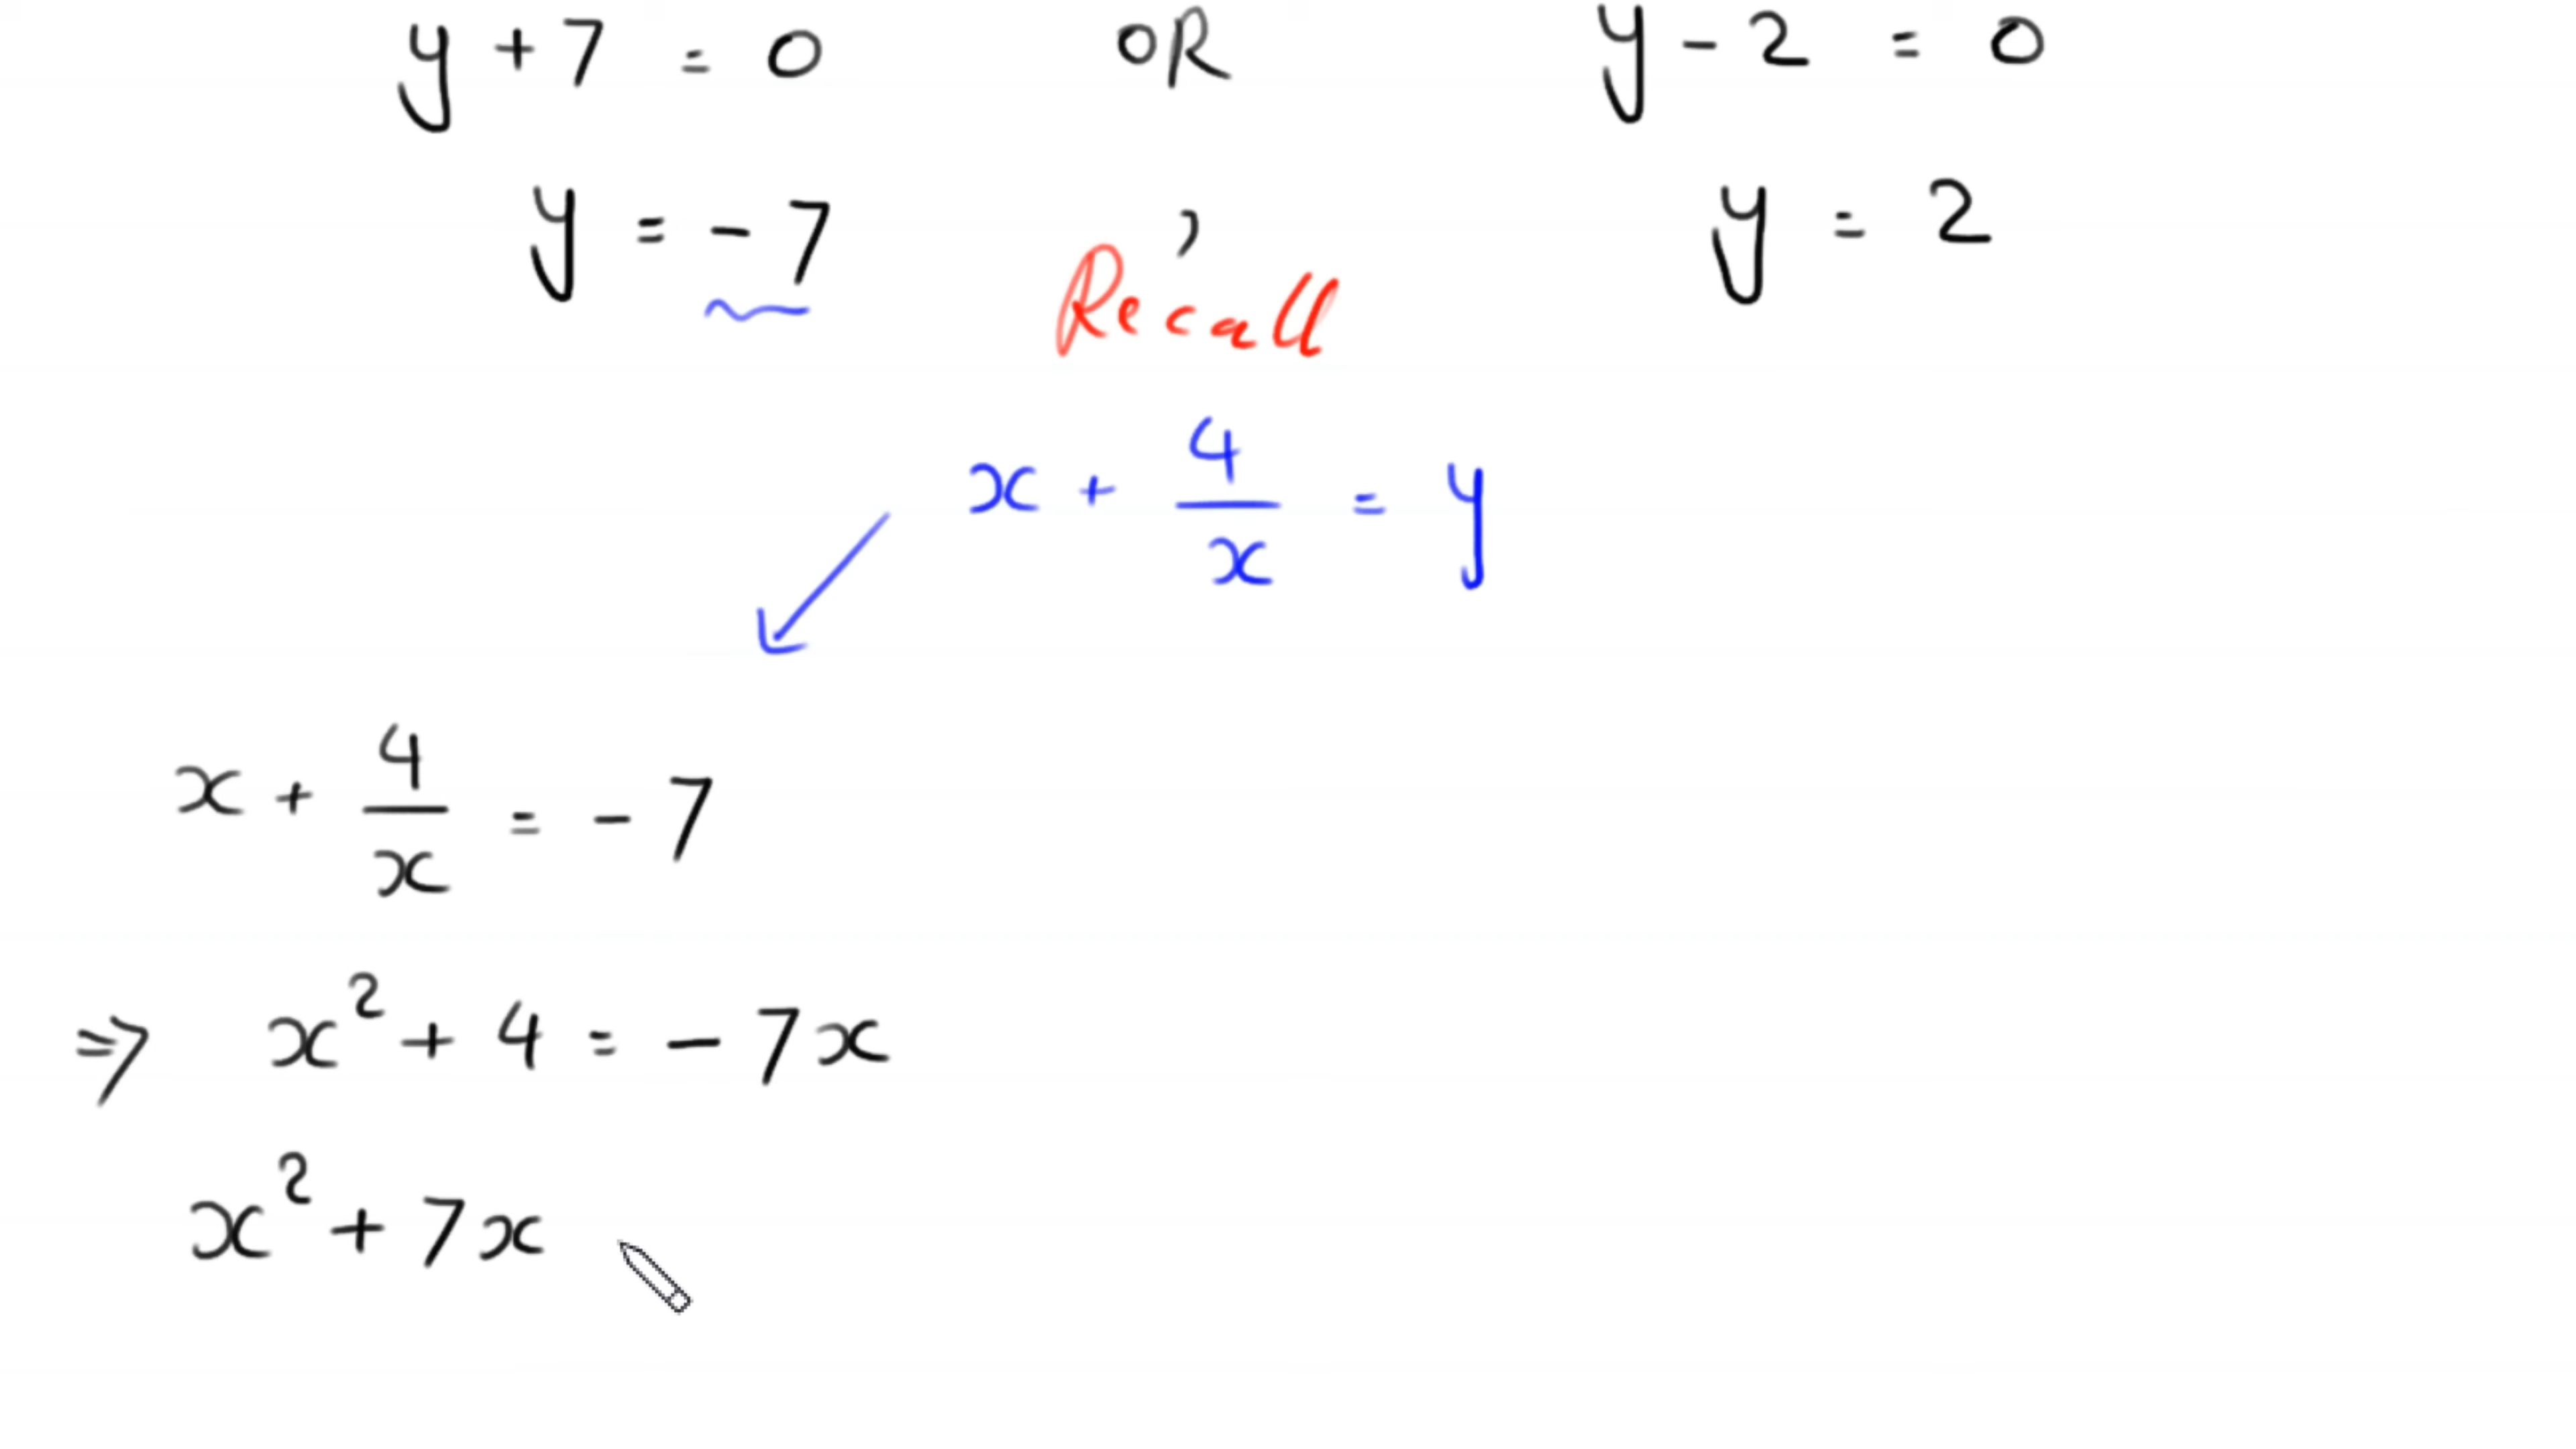 y + 7 = 0 OR y - 2 = 0
y = -7 , y = 2
Recall
x + 4/x = y
x + 4/x = -7
⇒ x² + 4 = -7x
x² + 7x